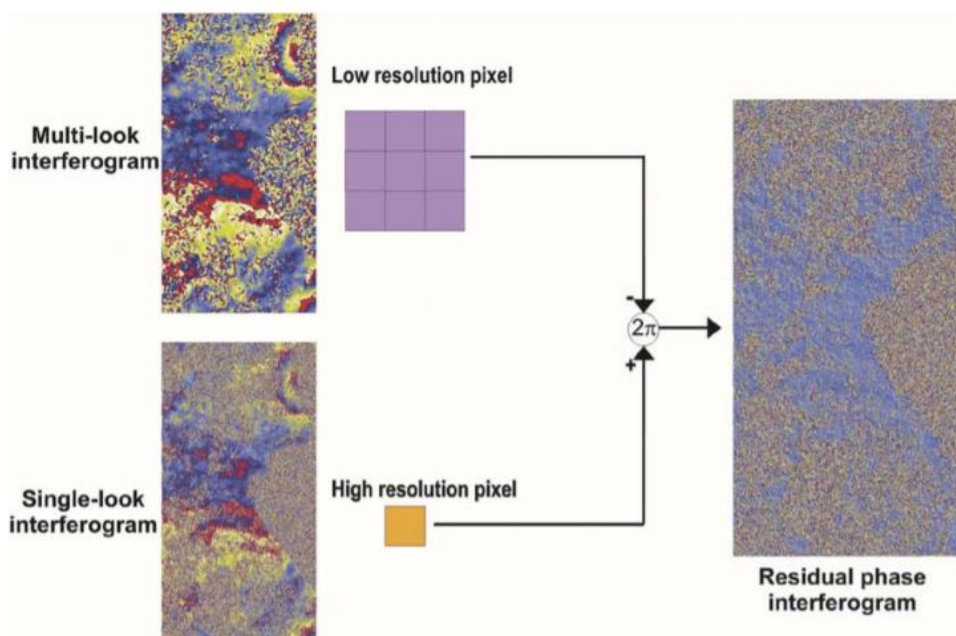 Low resolution pixel
Multi-look
interferogram
-
2π
+
High resolution pixel
Single-look
interferogram
Residual phase
interferogram